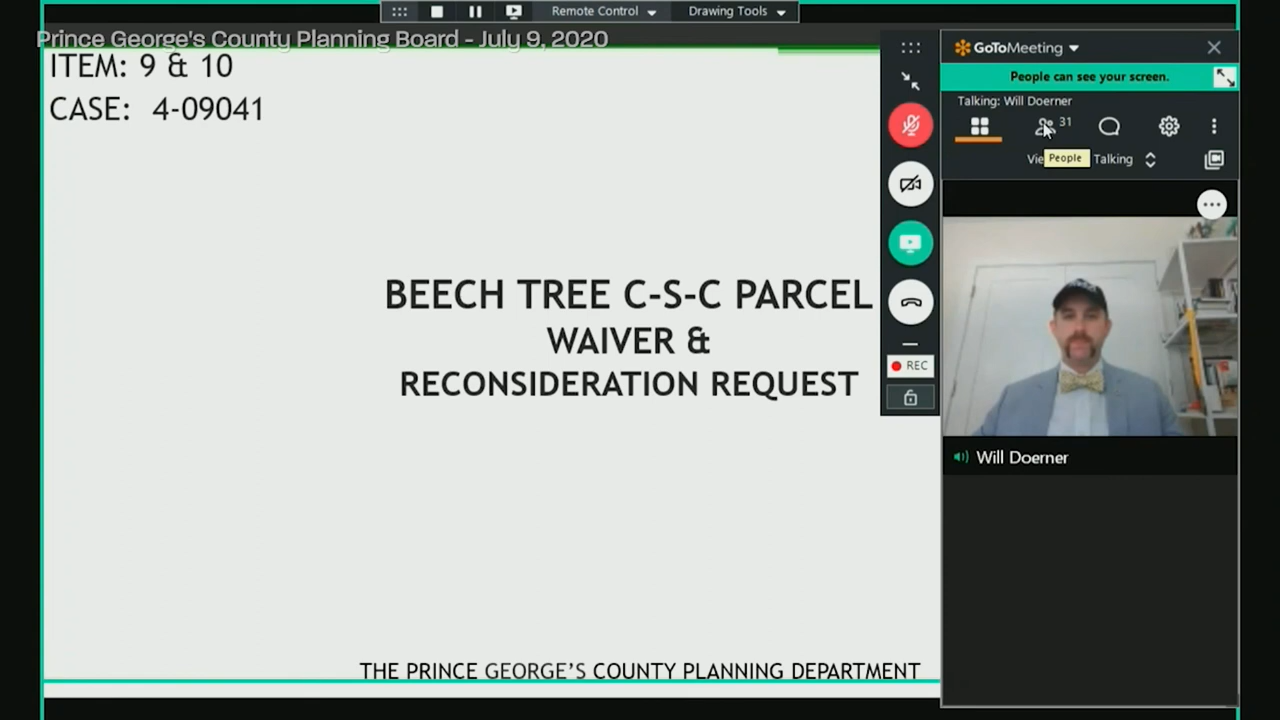 Remote Control
Drawing Tools
Prince George's County Planning Board - July 9, 2020
ITEM: 9 & 10
CASE: 4-09041
BEECH TREE C-S-C PARCEL
WAIVER &
RECONSIDERATION REQUEST
THE PRINCE GEORGE'S COUNTY PLANNING DEPARTMENT
REC
GoToMeeting
People can see your screen.
Talking: Will Doerner
31
Vie
People
Talking
Will Doerner